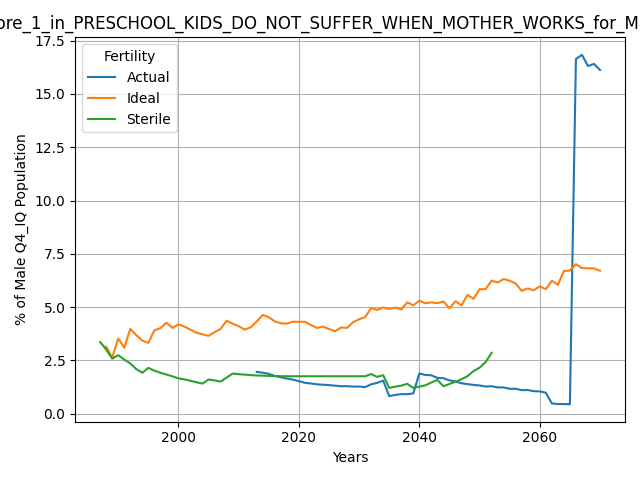 ore_1_in_PRESCHOOL_KIDS_DO_NOT_SUFFER_WHEN_MOTHER_WORKS_for_M
Fertility
Actual
Ideal
Sterile
% of Male Q4_IQ Population
17.5
15.0
12.5
10.0
7.5
5.0
2.5
0.0
2000 2020 2040 2060
Years